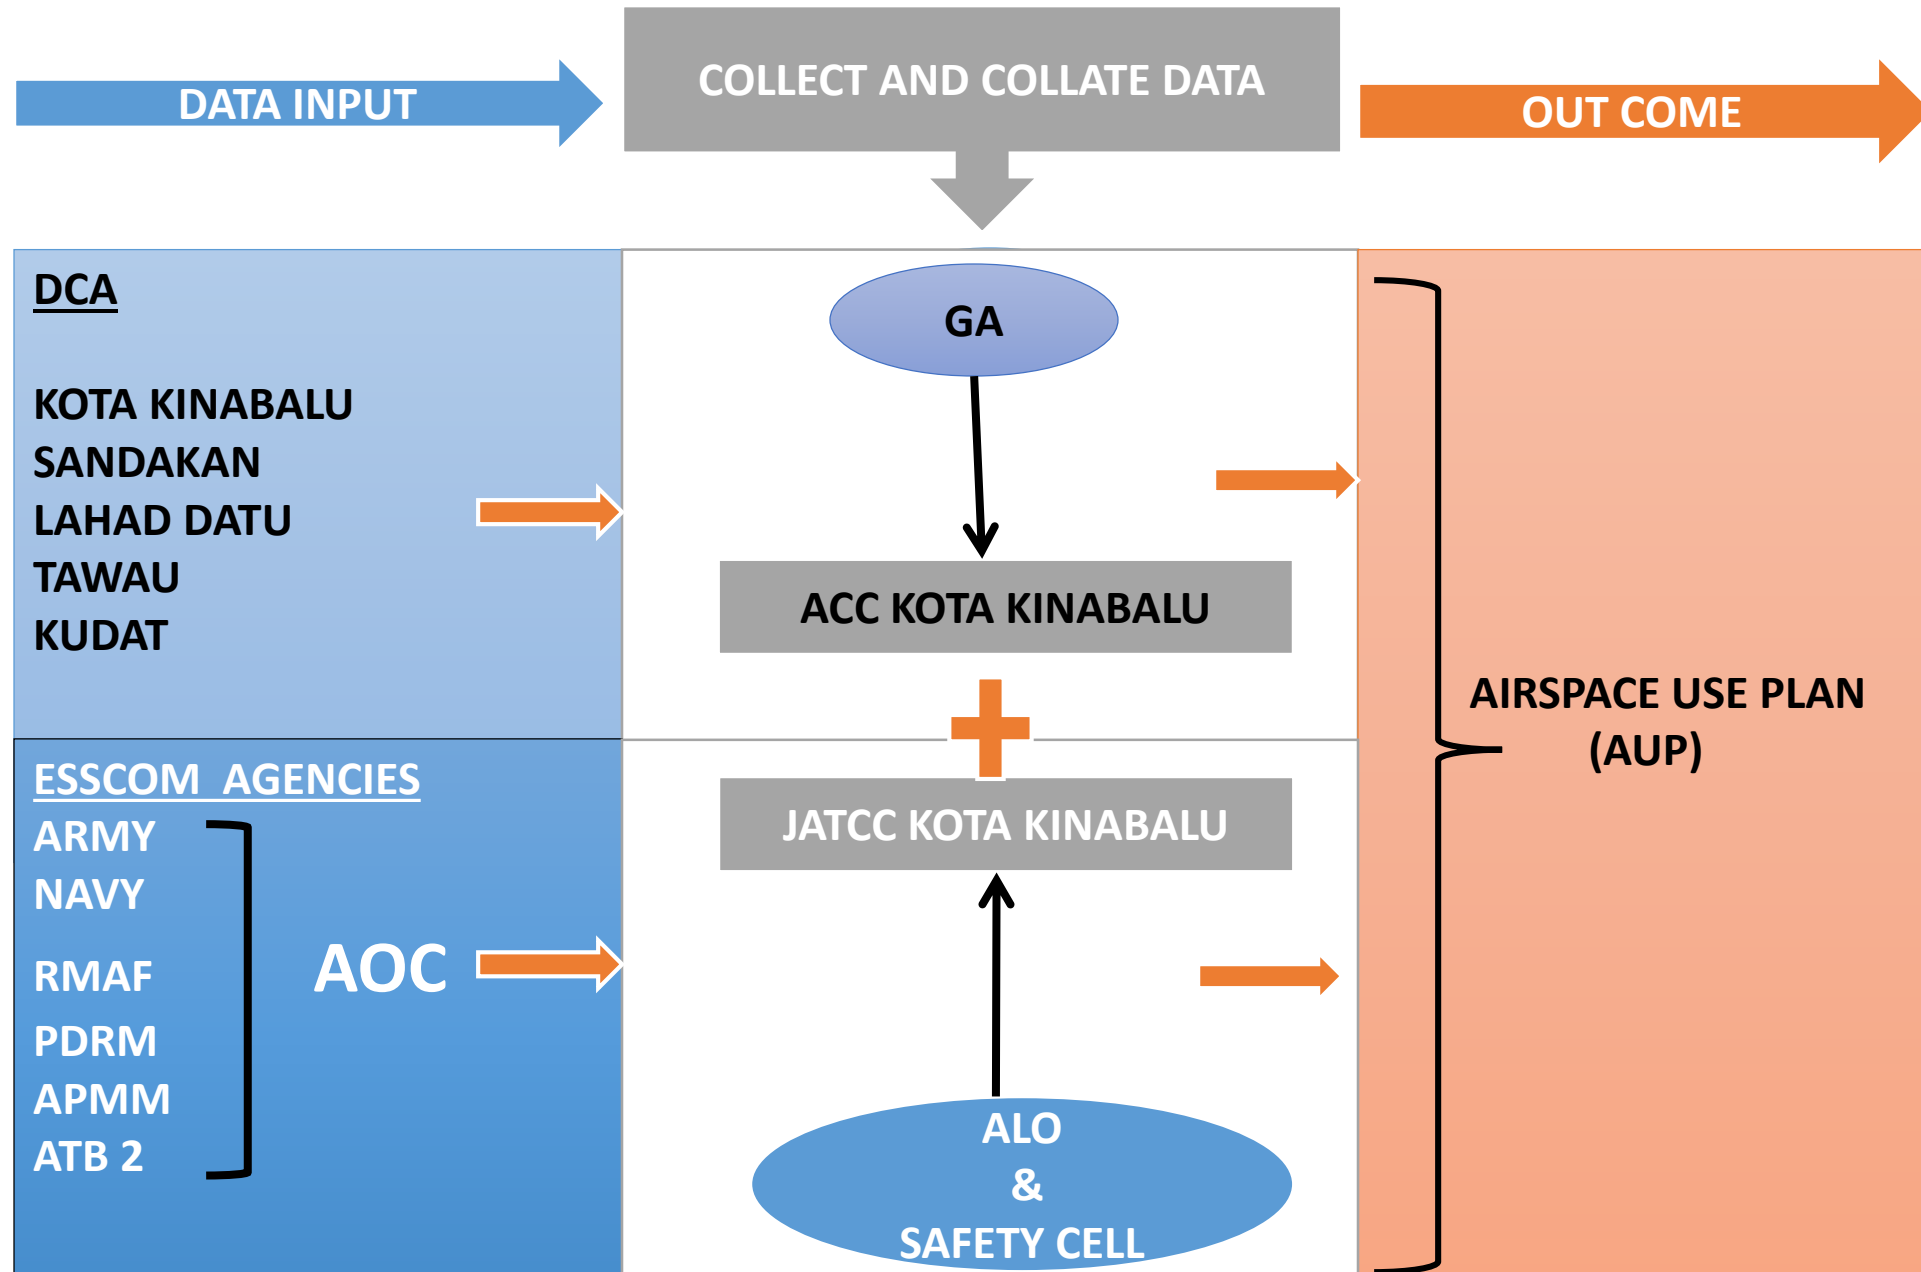 DATA INPUT
COLLECT AND COLLATE DATA
OUT COME
DCA
KOTA KINABALU
SANDAKAN
LAHAD DATU
TAWAU
KUDAT
ESSCOM  AGENCIES
ARMY
NAVY
RMAF
PDRM
APMM
ATB 2
AOC
GA
ACC KOTA KINABALU
JATCC KOTA KINABALU
ALO
&
SAFETY CELL
AIRSPACE USE PLAN
(AUP)